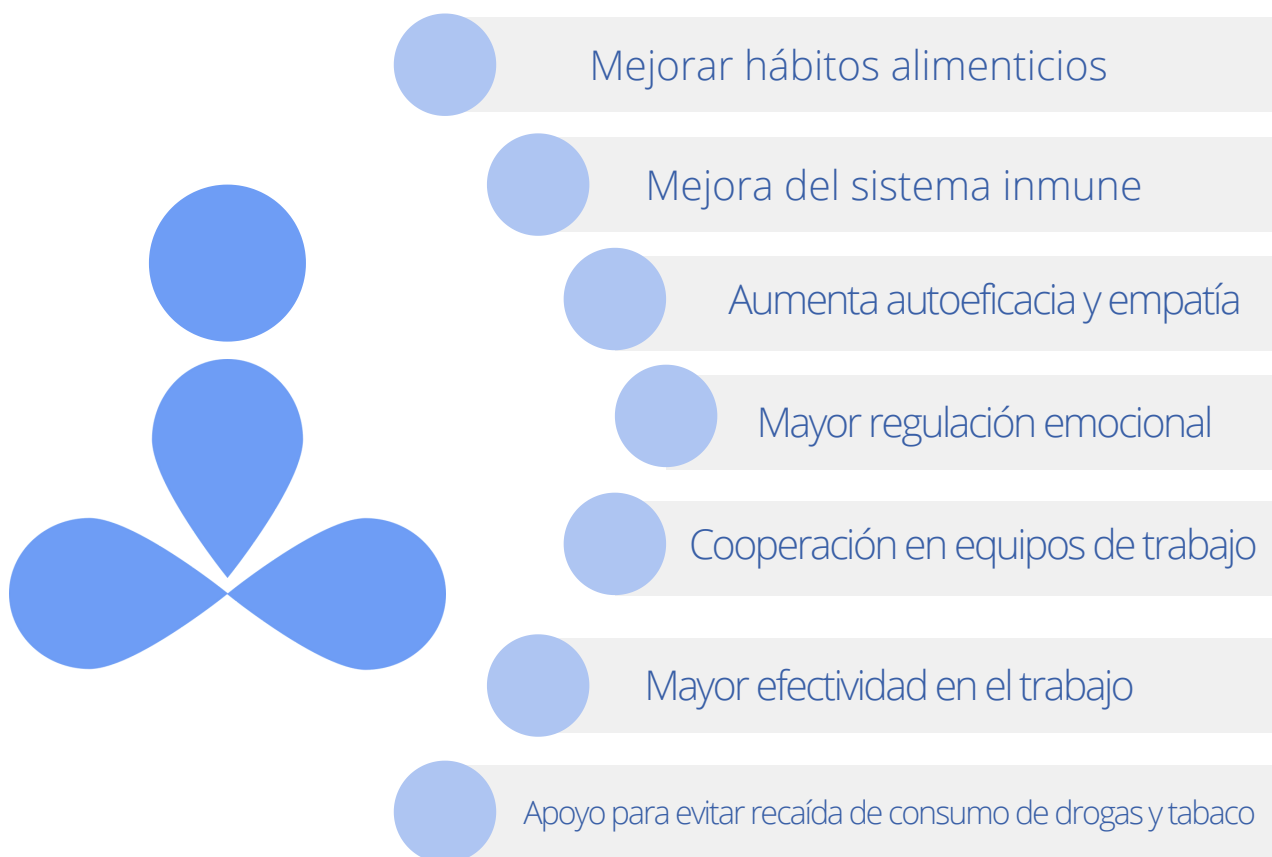 Mejorar hábitos alimenticios
Mejora del sistema inmune
Aumenta autoeficacia y empatía
Mayor regulación emocional
Cooperación en equipos de trabajo
Mayor efectividad en el trabajo
Apoyo para evitar recaída de consumo de drogas y tabaco